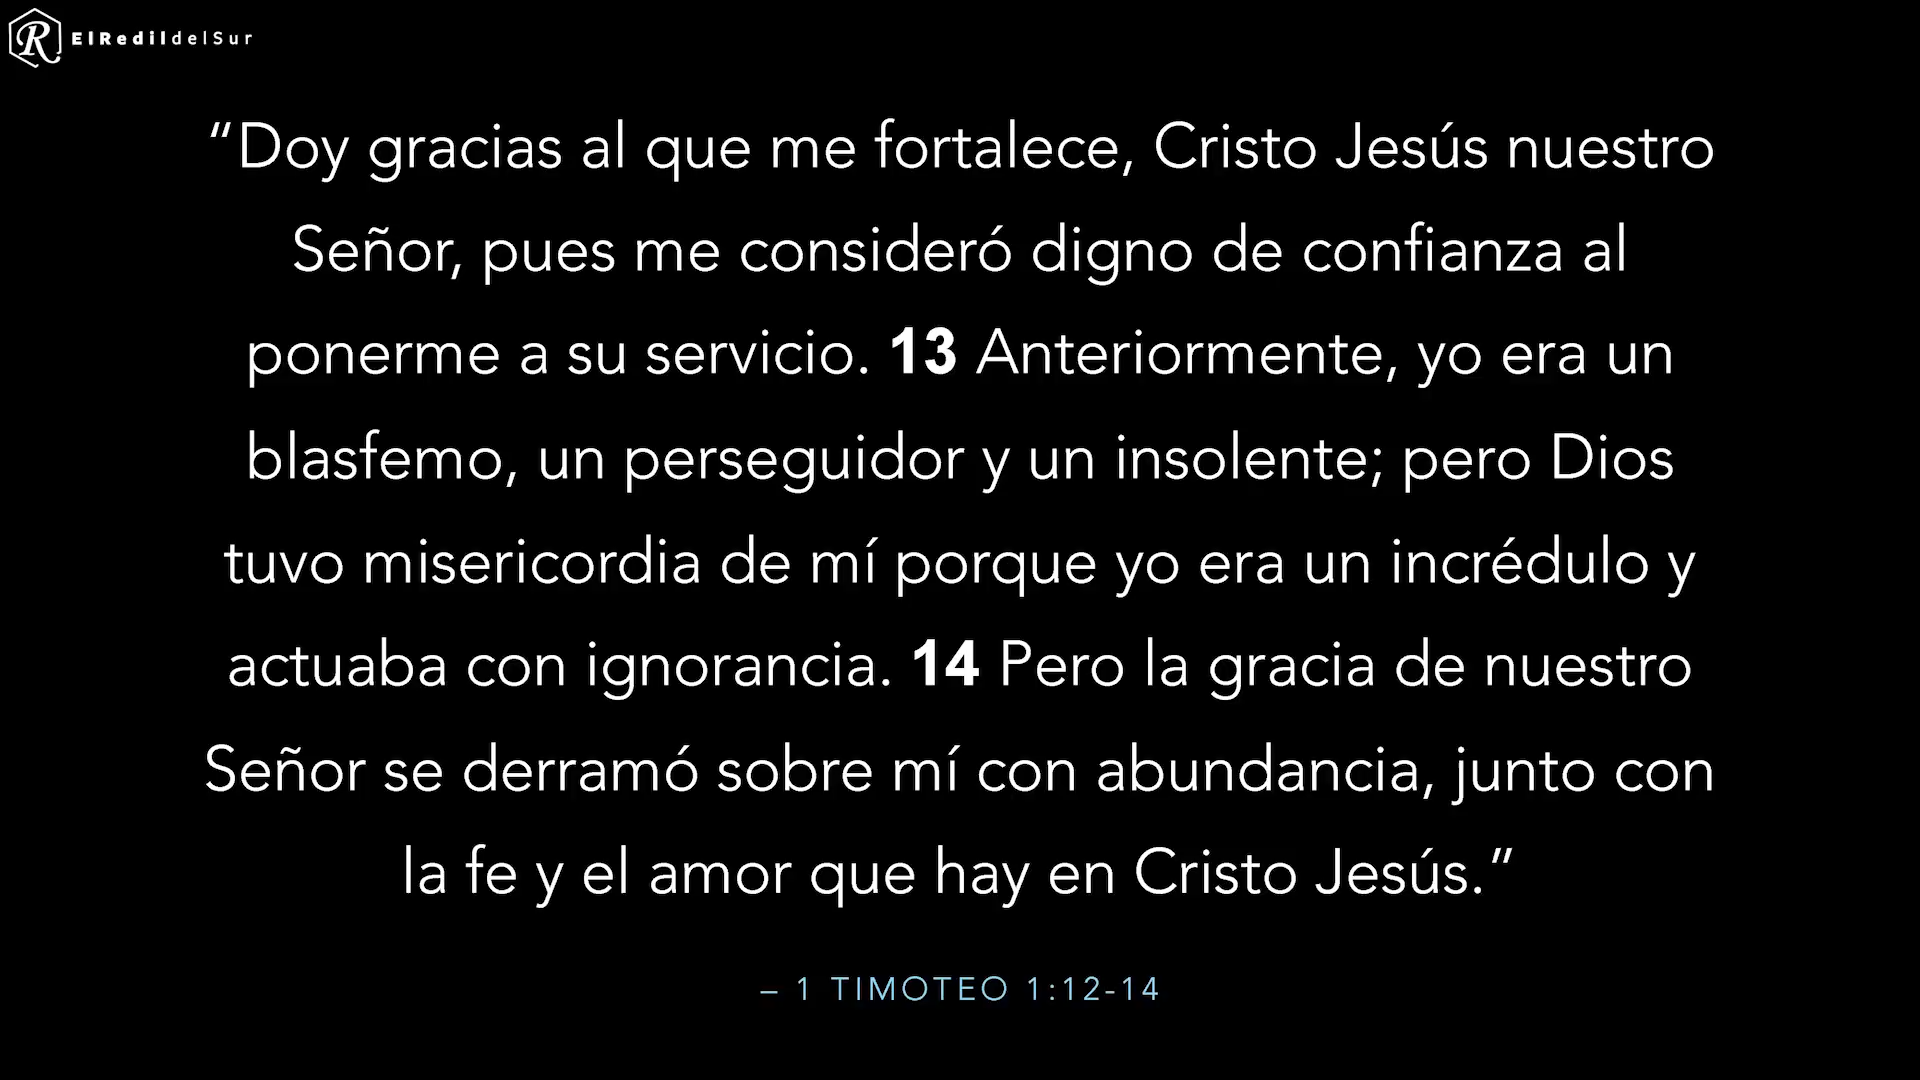 R ElRedildelSur
“Doy gracias al que me fortalece, Cristo Jesús nuestro
Señor, pues me consideró digno de confianza al
ponerme a su servicio. 13 Anteriormente, yo era un
blasfemo, un perseguidor y un insolente; pero Dios
tuvo misericordia de mí porque yo era un incrédulo y
actuaba con ignorancia. 14 Pero la gracia de nuestro
Señor se derramó sobre mí con abundancia, junto con
la fe y el amor que hay en Cristo Jesús.”
– 1 TIMOTEO 1:12-14